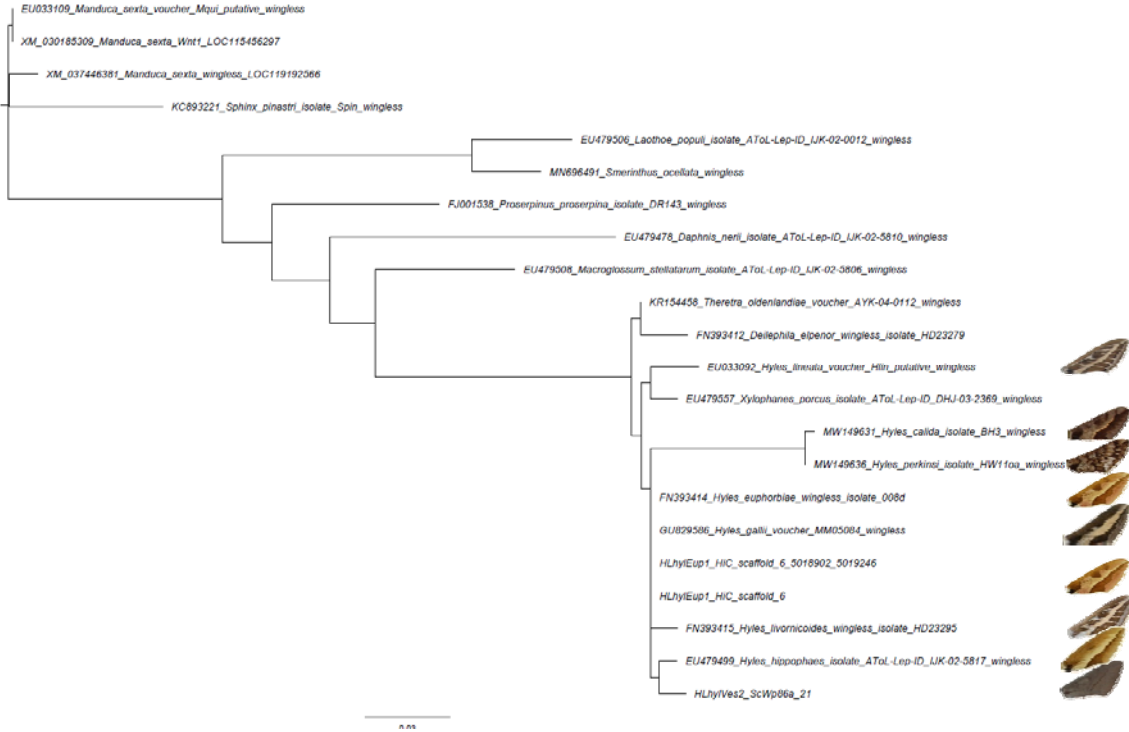 EU033109_Manduca_sexta_voucher_Mqui_putative_wingless
XM_030185309_Manduca_sexta_Wnt1_LOC115456297
XM_037446381_Manduca_sexta_wingless_LOC119192566
KC893221_Sphinx_pinastri_isolate_Spin_wingless
EU479506_Laothoe_populi_isolate_AToL-Lep-ID_IJK-02-0012_wingless
MN696491_Smerinthus_ocellata_wingless
FJ001538_Proserpinus_proserpina_isolate_DR143_wingless
EU479478_Daphnis_nerii_isolate_AToL-Lep-ID_IJK-02-5810_wingless
EU479508_Macroglossum_stellatarum_isolate_AToL-Lep-ID_IJK-02-5806_wingless
KR154458_Theretra_oldenlandiae_voucher_AYK-04-0112_wingless
FN393412_Deilephila_elpenor_wingless_isolate_HD23279
EU033092_Hyles_lineata_voucher_Hlin_putative_wingless
EU479557_Xylophanes_porcus_isolate_AToL-Lep-ID_DHJ-03-2369_wingless
MW149631_Hyles_calida_isolate_BH3_wingless
MW149636_Hyles_perkinsi_isolate_HW11oa_wingless
FN393414_Hyles_euphorbiae_wingless_isolate_008d
GU829586_Hyles_gallii_voucher_MM05084_wingless
HLhylEup1_HiC_scaffold_6_5018902_5019246
HLhylEup1_HiC_scaffold_6
FN393415_Hyles_livornicoides_wingless_isolate_HD23295
EU479499_Hyles_hippophaes_isolate_AToL-Lep-ID_IJK-02-5817_wingless
HLhylVes2_ScWp86a_21